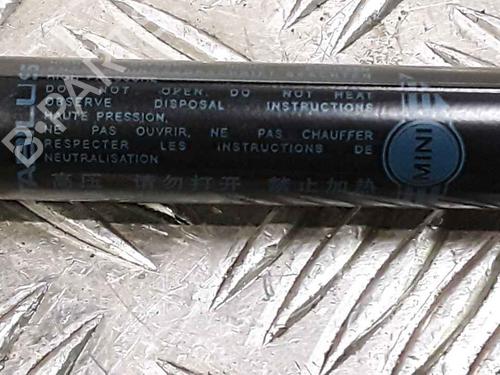 STABILUS
DO NOT OPEN, DO NOT HEAT
OBSERVE DISPOSAL INSTRUCTIONS
HAUTE PRESSION,
NE PAS OUVRIR, NE PAS CHAUFFER
RESPECTER LES INSTRUCTIONS DE
NEUTRALISATION
高压 请勿打开 禁止加热
MINI